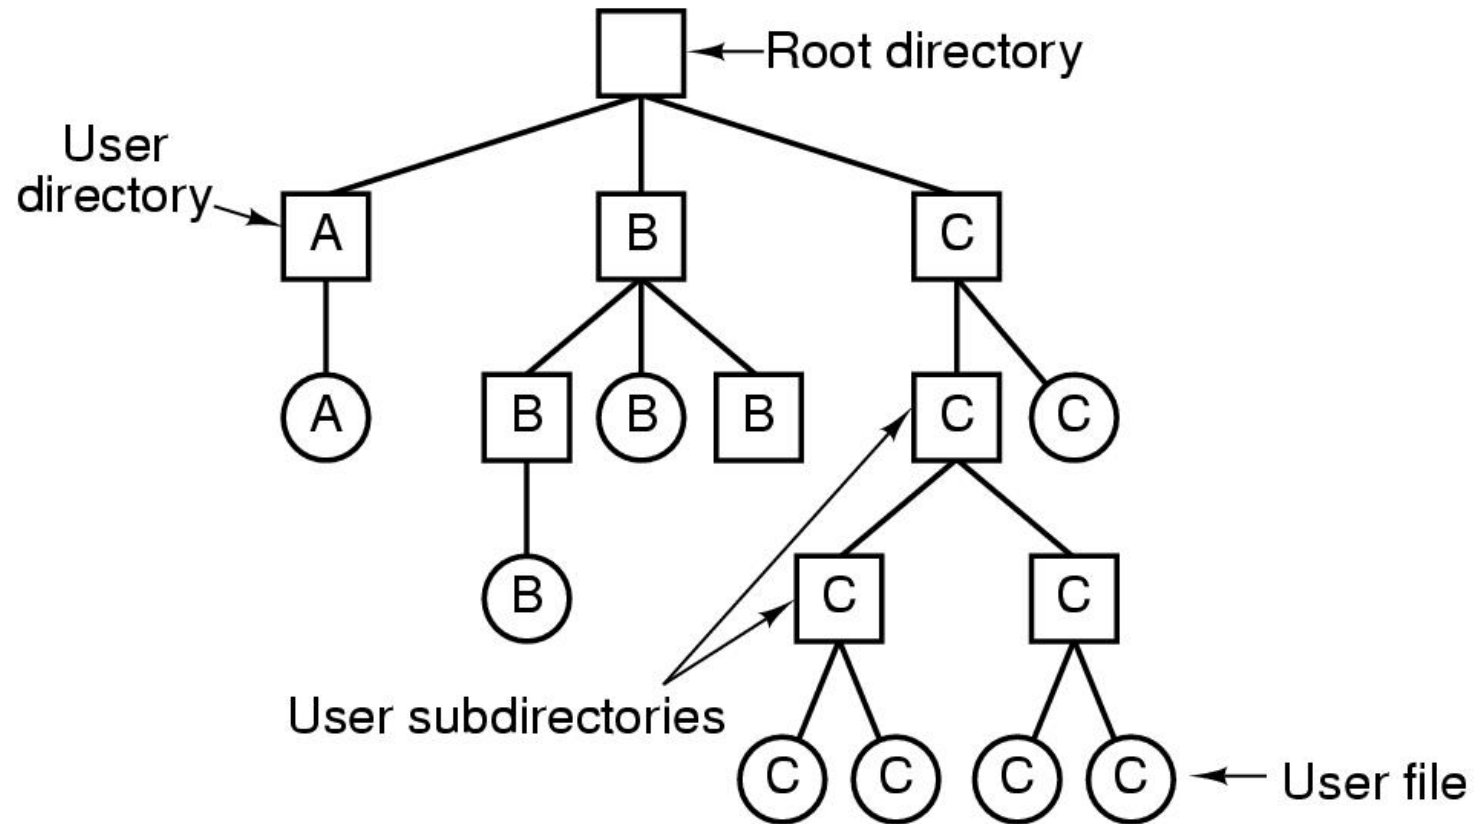 Root directory
User
directory
A B C
A B B B C C
B C C
User subdirectories
C C C C
User file